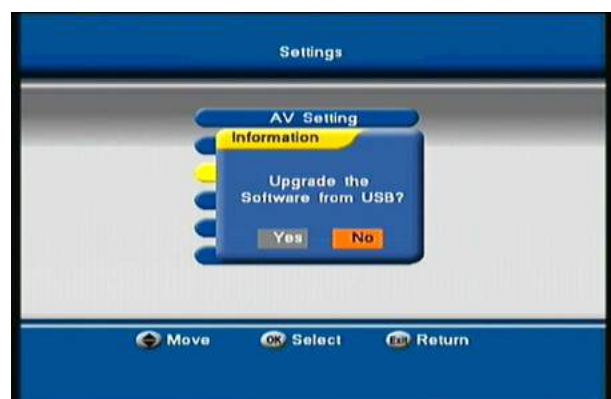 Settings
AV Setting
Information
Upgrade the
Software from USB?
Yes No
Move OK Select Exit Return